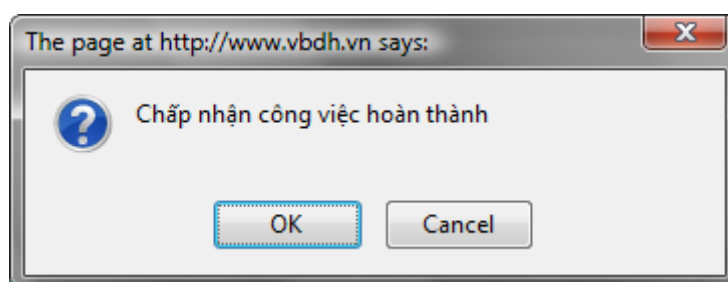 The page at http://www.vbdh.vn says:
Chấp nhận công việc hoàn thành
OK
Cancel